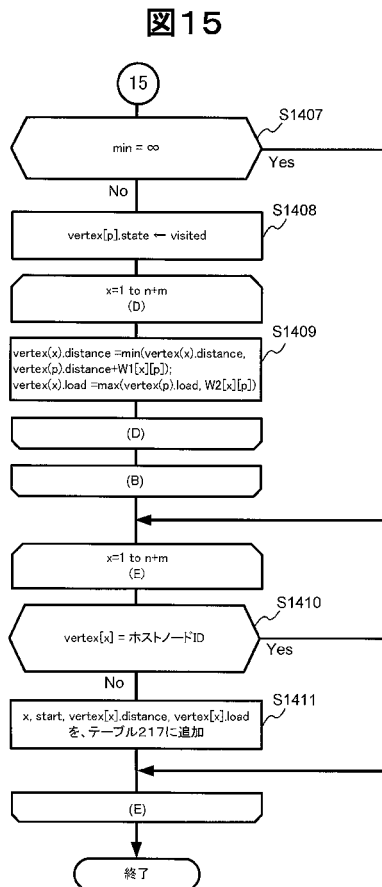 図15
15
S1407
min = ∞
Yes
No
S1408
vertex[p].state ← visited
x=1 to n+m
(D)
S1409
vertex(x).distance =min(vertex(x).distance,
vertex(p).distance+W1[x][p]);
vertex(x).load =max(vertex(p).load, W2[x][p])
(D)
(B)
x=1 to n+m
(E)
S1410
vertex[x] = ホストノードID
Yes
No
S1411
x, start, vertex[x].distance, vertex[x].load
を、テーブル217に追加
(E)
終了